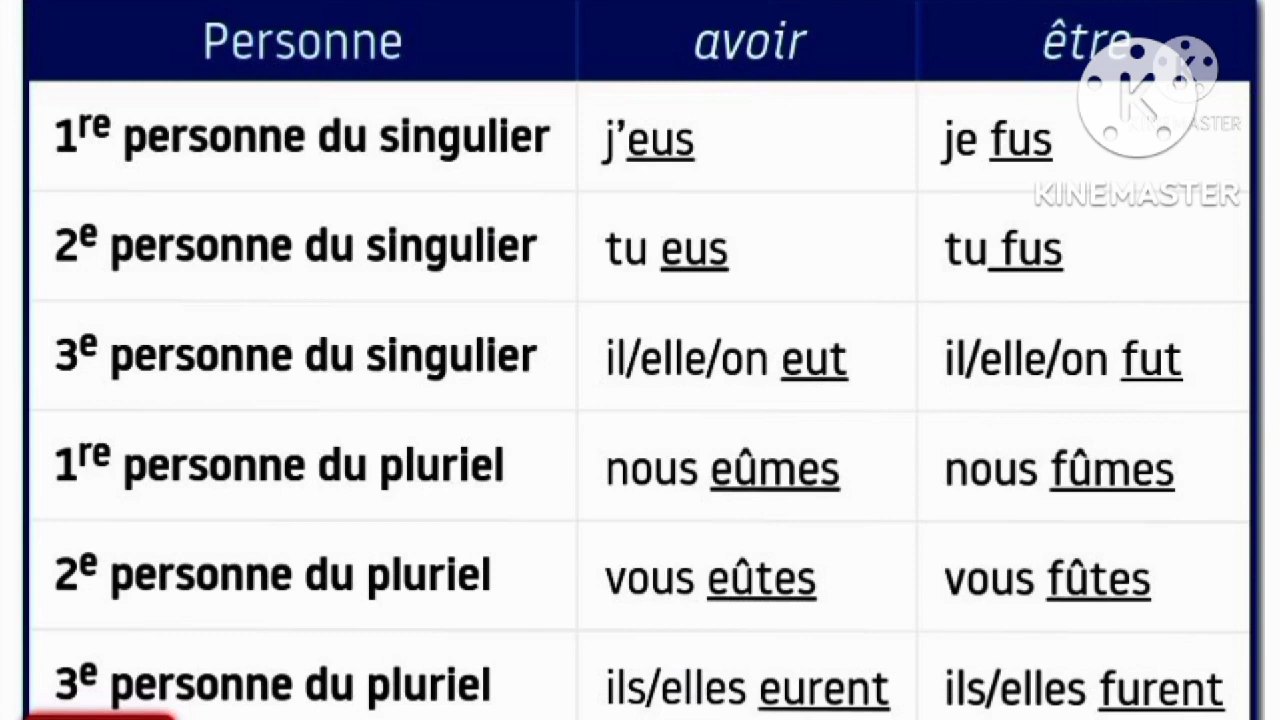 Personne avoir être
1re personne du singulier j'eus je fus
2e personne du singulier tu eus tu fus
3e personne du singulier il/elle/on eut il/elle/on fut
1re personne du pluriel nous eûmes nous fûmes
2e personne du pluriel vous eûtes vous fûtes
3e personne du pluriel ils/elles eurent ils/elles furent
K
K
KINEMASTER
KINEMASTER